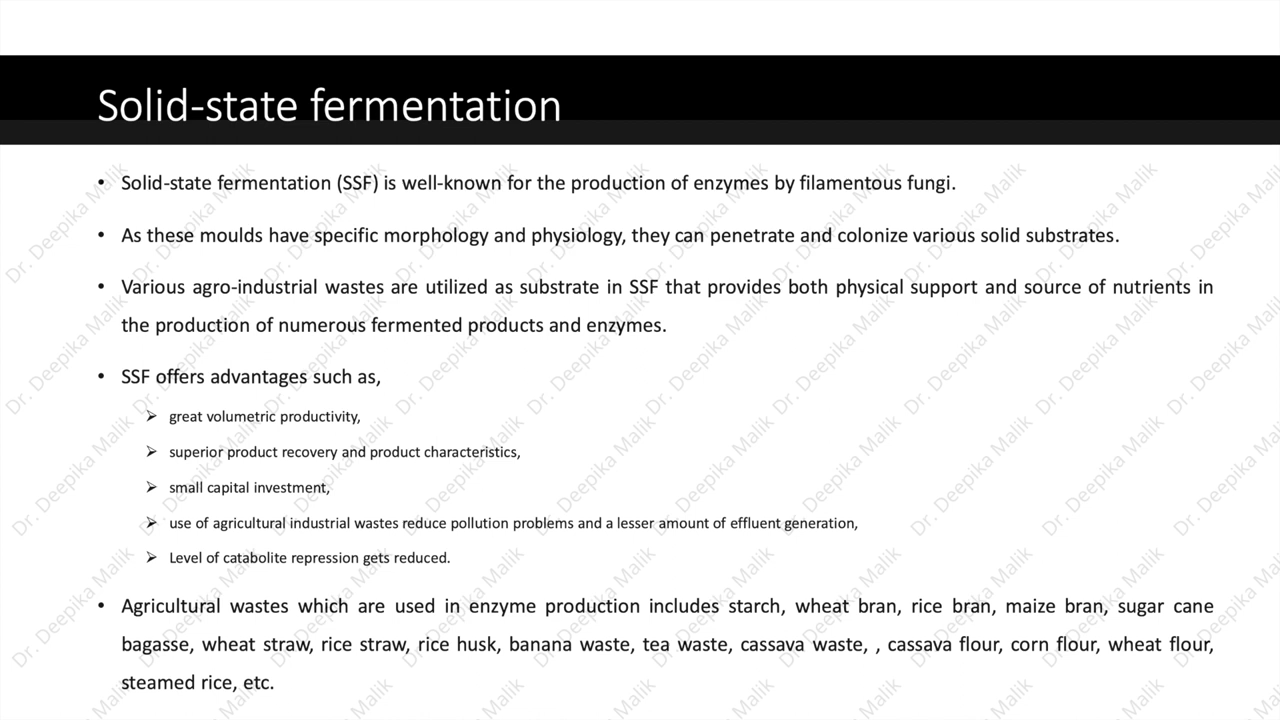 Solid-state fermentation
• Solid-state fermentation (SSF) is well-known for the production of enzymes by filamentous fungi.
• As these moulds have specific morphology and physiology, they can penetrate and colonize various solid substrates.
• Various agro-industrial wastes are utilized as substrate in SSF that provides both physical support and source of nutrients in
the production of numerous fermented products and enzymes.
• SSF offers advantages such as,
➢ great volumetric productivity,
➢ superior product recovery and product characteristics,
➢ small capital investment,
➢ use of agricultural industrial wastes reduce pollution problems and a lesser amount of effluent generation,
➢ Level of catabolite repression gets reduced.
• Agricultural wastes which are used in enzyme production includes starch, wheat bran, rice bran, maize bran, sugar cane
bagasse, wheat straw, rice straw, rice husk, banana waste, tea waste, cassava waste, , cassava flour, corn flour, wheat flour,
steamed rice, etc.
Dr. Deepika Malik